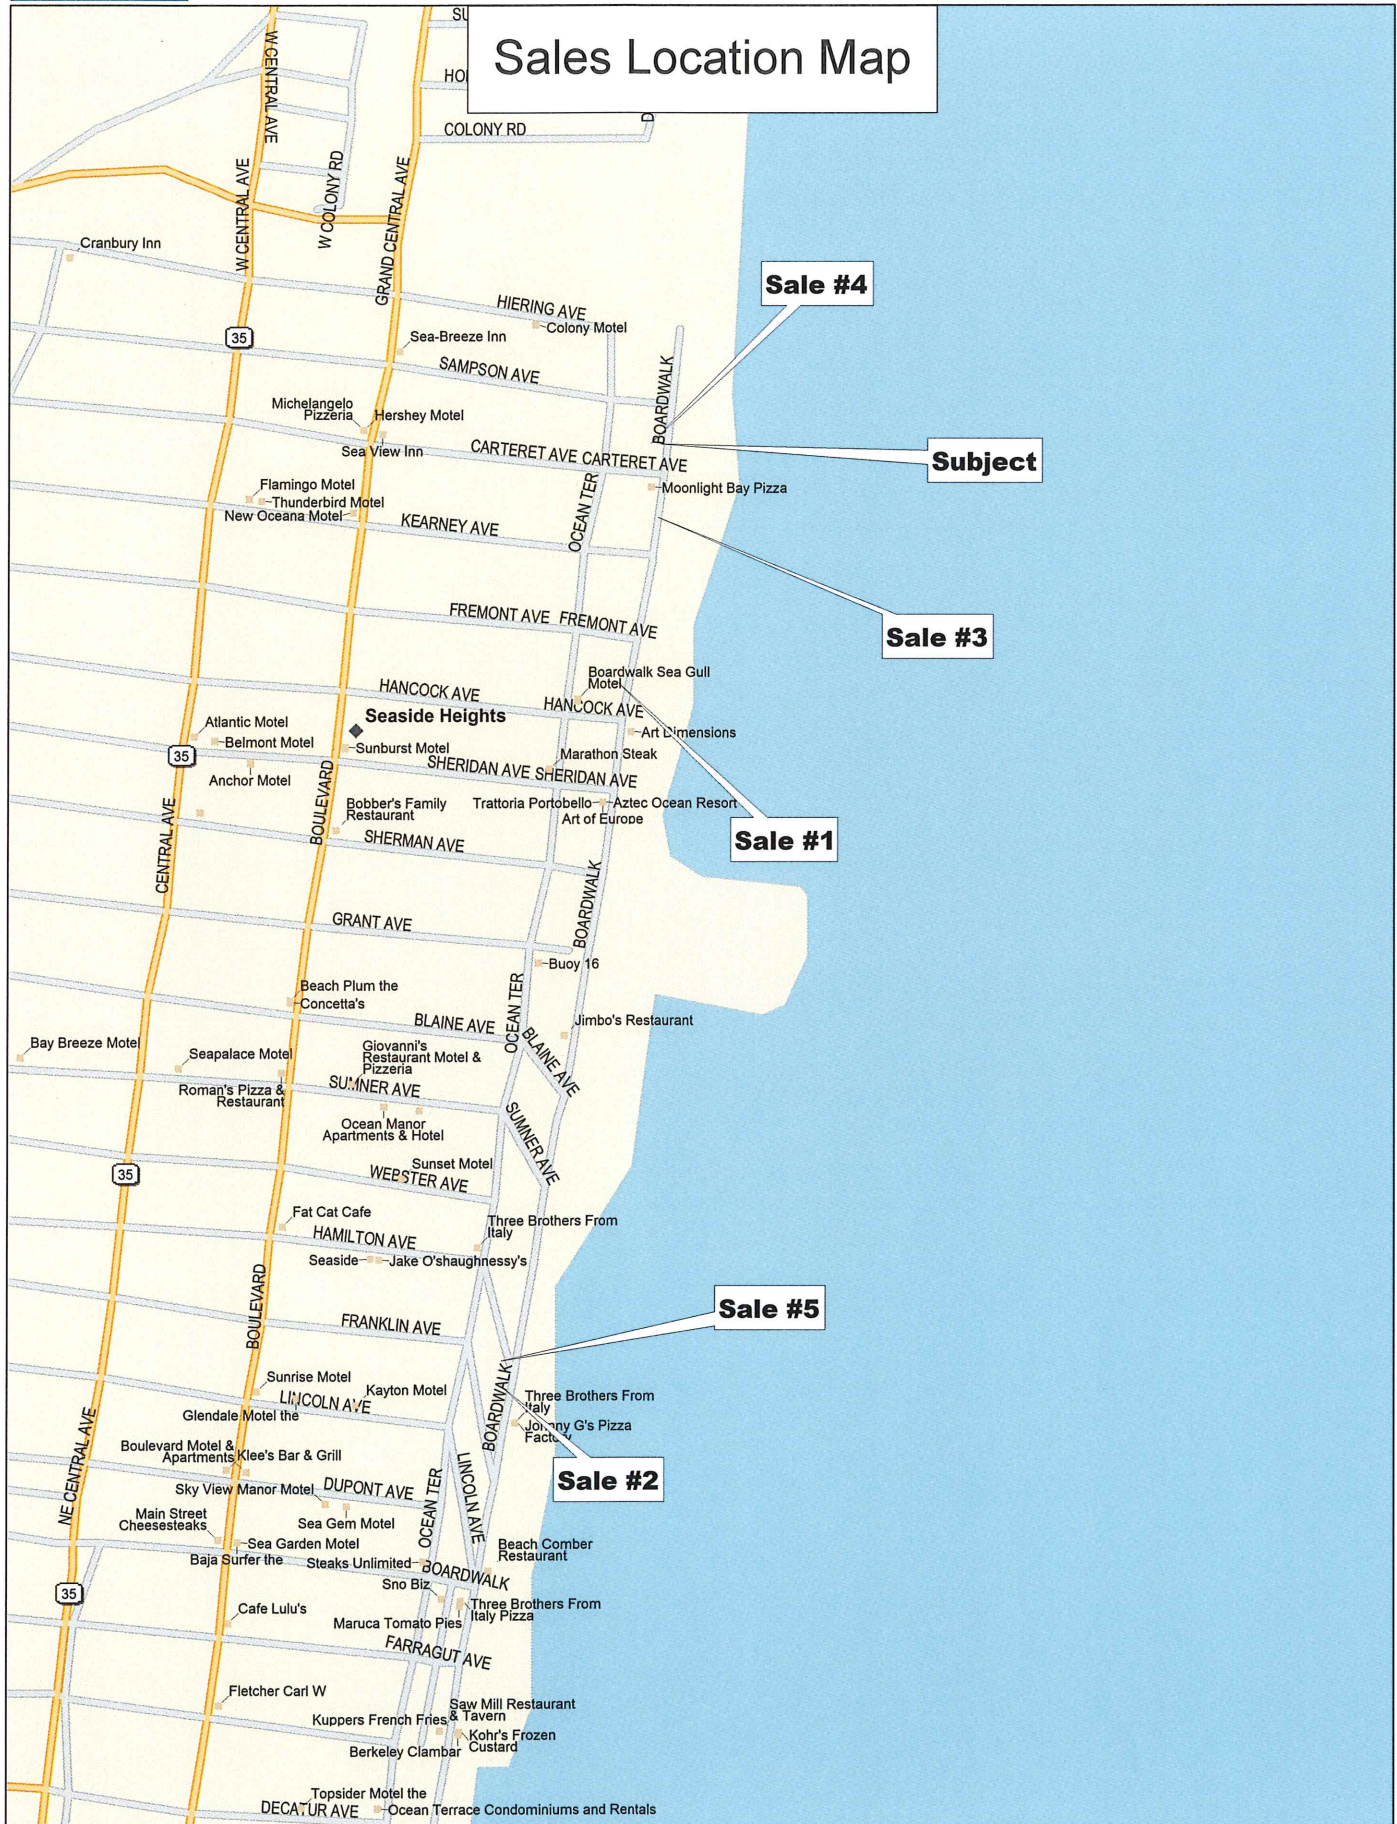 SU
Sales Location Map
HO
COLONY RD
D
W CENTRAL AVE
W CENTRAL AVE
W COLONY RD
GRAND CENTRAL AVE
Cranbury Inn
Sale #4
HIERING AVE
Colony Motel
35
Sea-Breeze Inn
SAMPSON AVE
BOARDWALK
Michelangelo
Pizzeria
Hershey Motel
Sea View Inn
CARTERET AVE
CARTERET AVE
Subject
Flamingo Motel
Thunderbird Motel
New Oceana Motel
Moonlight Bay Pizza
KEARNEY AVE
OCEAN TER
FREMONT AVE
FREMONT AVE
Sale #3
Boardwalk Sea Gull
Motel
HANCOCK AVE
HANCOCK AVE
Seaside Heights
Atlantic Motel
Belmont Motel
Sunburst Motel
Art Dimensions
35
Anchor Motel
Marathon Steak
SHERIDAN AVE
SHERIDAN AVE
Bobber's Family
Restaurant
Trattoria Portobello
Aztec Ocean Resort
Art of Europe
BOULEVARD
CENTRAL AVE
SHERMAN AVE
Sale #1
BOARDWALK
GRANT AVE
Buoy 16
Beach Plum the
Concetta's
OCEAN TER
BLAINE AVE
BLAINE AVE
Jimbo's Restaurant
Bay Breeze Motel
Seapalace Motel
Giovanni's
Restaurant Motel &
Pizzeria
Roman's Pizza &
Restaurant
SUMNER AVE
SUMNER AVE
Ocean Manor
Apartments & Hotel
35
Sunset Motel
WEBSTER AVE
Fat Cat Cafe
HAMILTON AVE
Three Brothers From
Italy
Seaside
Jake O'shaughnessy's
BOULEVARD
FRANKLIN AVE
Sale #5
Sunrise Motel
Kayton Motel
LINCOLN AVE
Glendale Motel the
BOARDWALK
Three Brothers From
Italy
Johnny G's Pizza
Factory
NE CENTRAL AVE
Boulevard Motel &
Apartments
Klee's Bar & Grill
Sale #2
Sky View Manor Motel
DUPONT AVE
OCEAN TER
LINCOLN AVE
Main Street
Cheesesteaks
Sea Gem Motel
Sea Garden Motel
Baja Surfer the
Steaks Unlimited
Beach Comber
Restaurant
BOARDWALK
35
Sno Biz
Cafe Lulu's
Maruca Tomato Pies
Three Brothers From
Italy Pizza
FARRAGUT AVE
Fletcher Carl W
Saw Mill Restaurant
& Tavern
Kuppers French Fries
Kohr's Frozen
Custard
Berkeley Clambar
Topsider Motel the
DECATUR AVE
Ocean Terrace Condominiums and Rentals